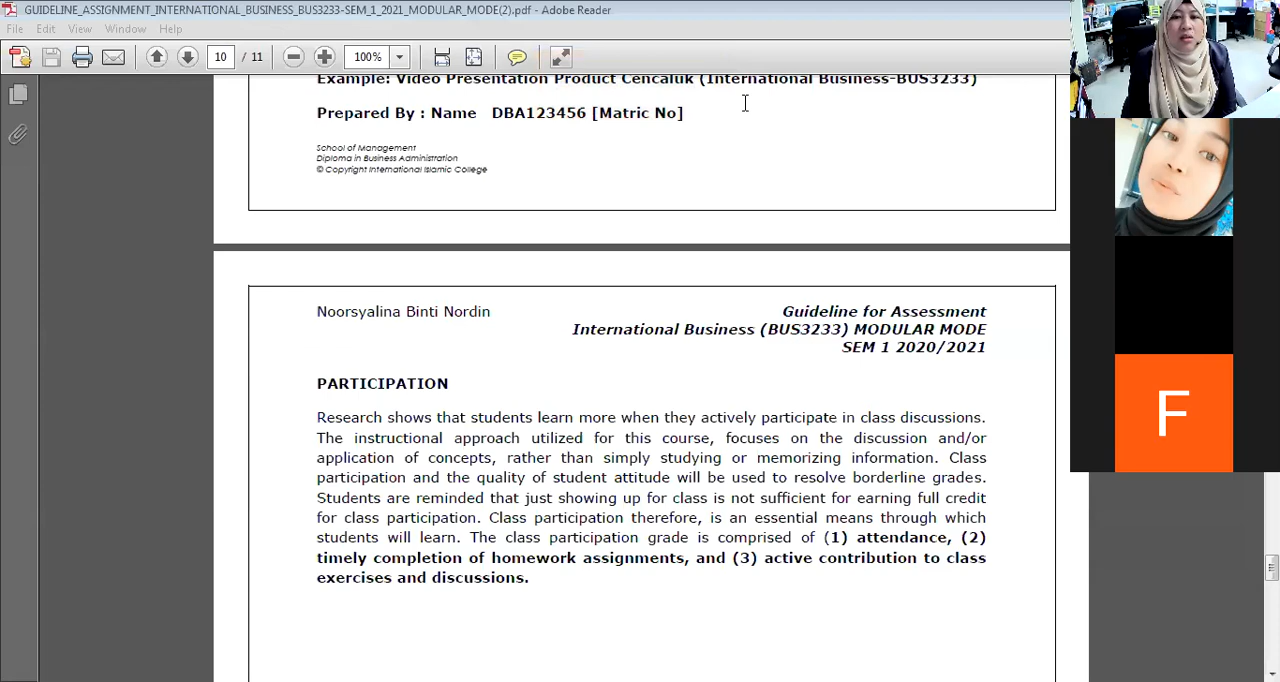 GUIDELINE_ASSIGNMENT_INTERNATIONAL_BUSINESS_BUS3233-SEM_1_2021_MODULAR_MODE(2).pdf - Adobe Reader
File Edit View Window Help
10 / 11 100%
Example: Video Presentation Product Cencaluk (International Business-BUS3233)
Prepared By : Name DBA123456 [Matric No]
School of Management
Diploma in Business Administration
© Copyright International Islamic College
Noorsyalina Binti Nordin
Guideline for Assessment
International Business (BUS3233) MODULAR MODE
SEM 1 2020/2021
PARTICIPATION
Research shows that students learn more when they actively participate in class discussions.
The instructional approach utilized for this course, focuses on the discussion and/or
application of concepts, rather than simply studying or memorizing information. Class
participation and the quality of student attitude will be used to resolve borderline grades.
Students are reminded that just showing up for class is not sufficient for earning full credit
for class participation. Class participation therefore, is an essential means through which
students will learn. The class participation grade is comprised of (1) attendance, (2)
timely completion of homework assignments, and (3) active contribution to class
exercises and discussions.
F